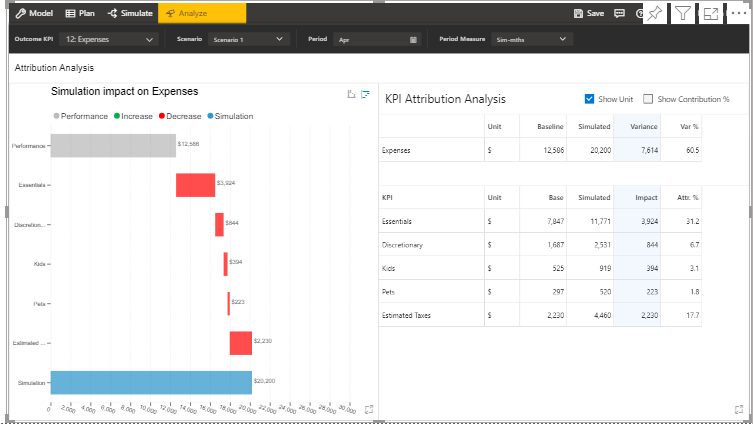 Model Plan Simulate Analyze Save
Outcome KPI 12: Expenses Scenario Scenario 1 Period Apr Period Measure Sim-mths
Attribution Analysis
Simulation impact on Expenses
Performance Increase Decrease Simulation
Performance $12,586
Essentials $3,924
Discretion... $844
Kids $394
Pets $223
Estimated ... $2,230
Simulation $20,200
0 2,000 4,000 6,000 8,000 10,000 12,000 14,000 16,000 18,000 20,000 22,000 24,000 26,000 28,000 30,000
KPI Attribution Analysis Show Unit Show Contribution %
Unit Baseline Simulated Variance Var %
Expenses $ 12,586 20,200 7,614 60.5
KPI Unit Base Simulated Impact Attr. %
Essentials $ 7,847 11,771 3,924 31.2
Discretionary $ 1,687 2,531 844 6.7
Kids $ 525 919 394 3.1
Pets $ 297 520 223 1.8
Estimated Taxes $ 2,230 4,460 2,230 17.7